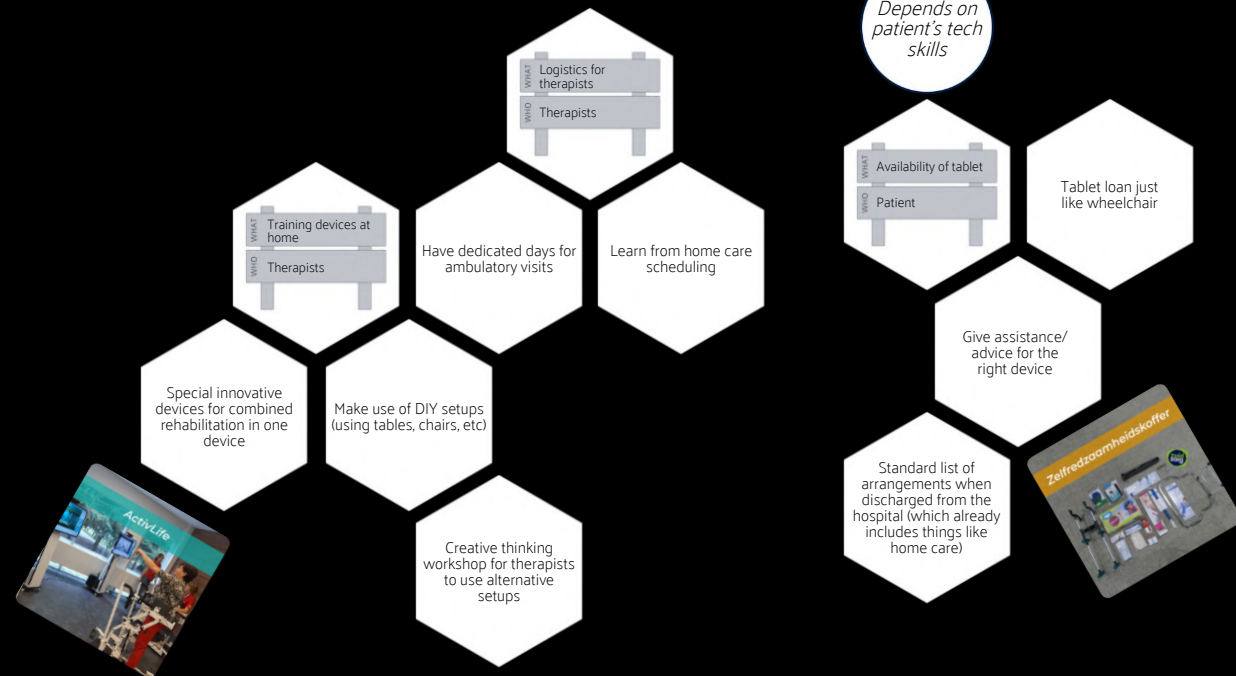 Depends on
patient's tech
skills
WHAT
Logistics for
therapists
WHO
Therapists
WHAT
Availability of tablet
WHO
Patient
Tablet loan just
like wheelchair
WHAT
Training devices at
home
WHO
Therapists
Have dedicated days for
ambulatory visits
Learn from home care
scheduling
Give assistance/
advice for the
right device
Special innovative
devices for combined
rehabilitation in one
device
Make use of DIY setups
(using tables, chairs, etc)
Zelfredzaamheidskoffer
Standard list of
arrangements when
discharged from the
hospital (which already
includes things like
home care)
ActivLife
Creative thinking
workshop for therapists
to use alternative
setups